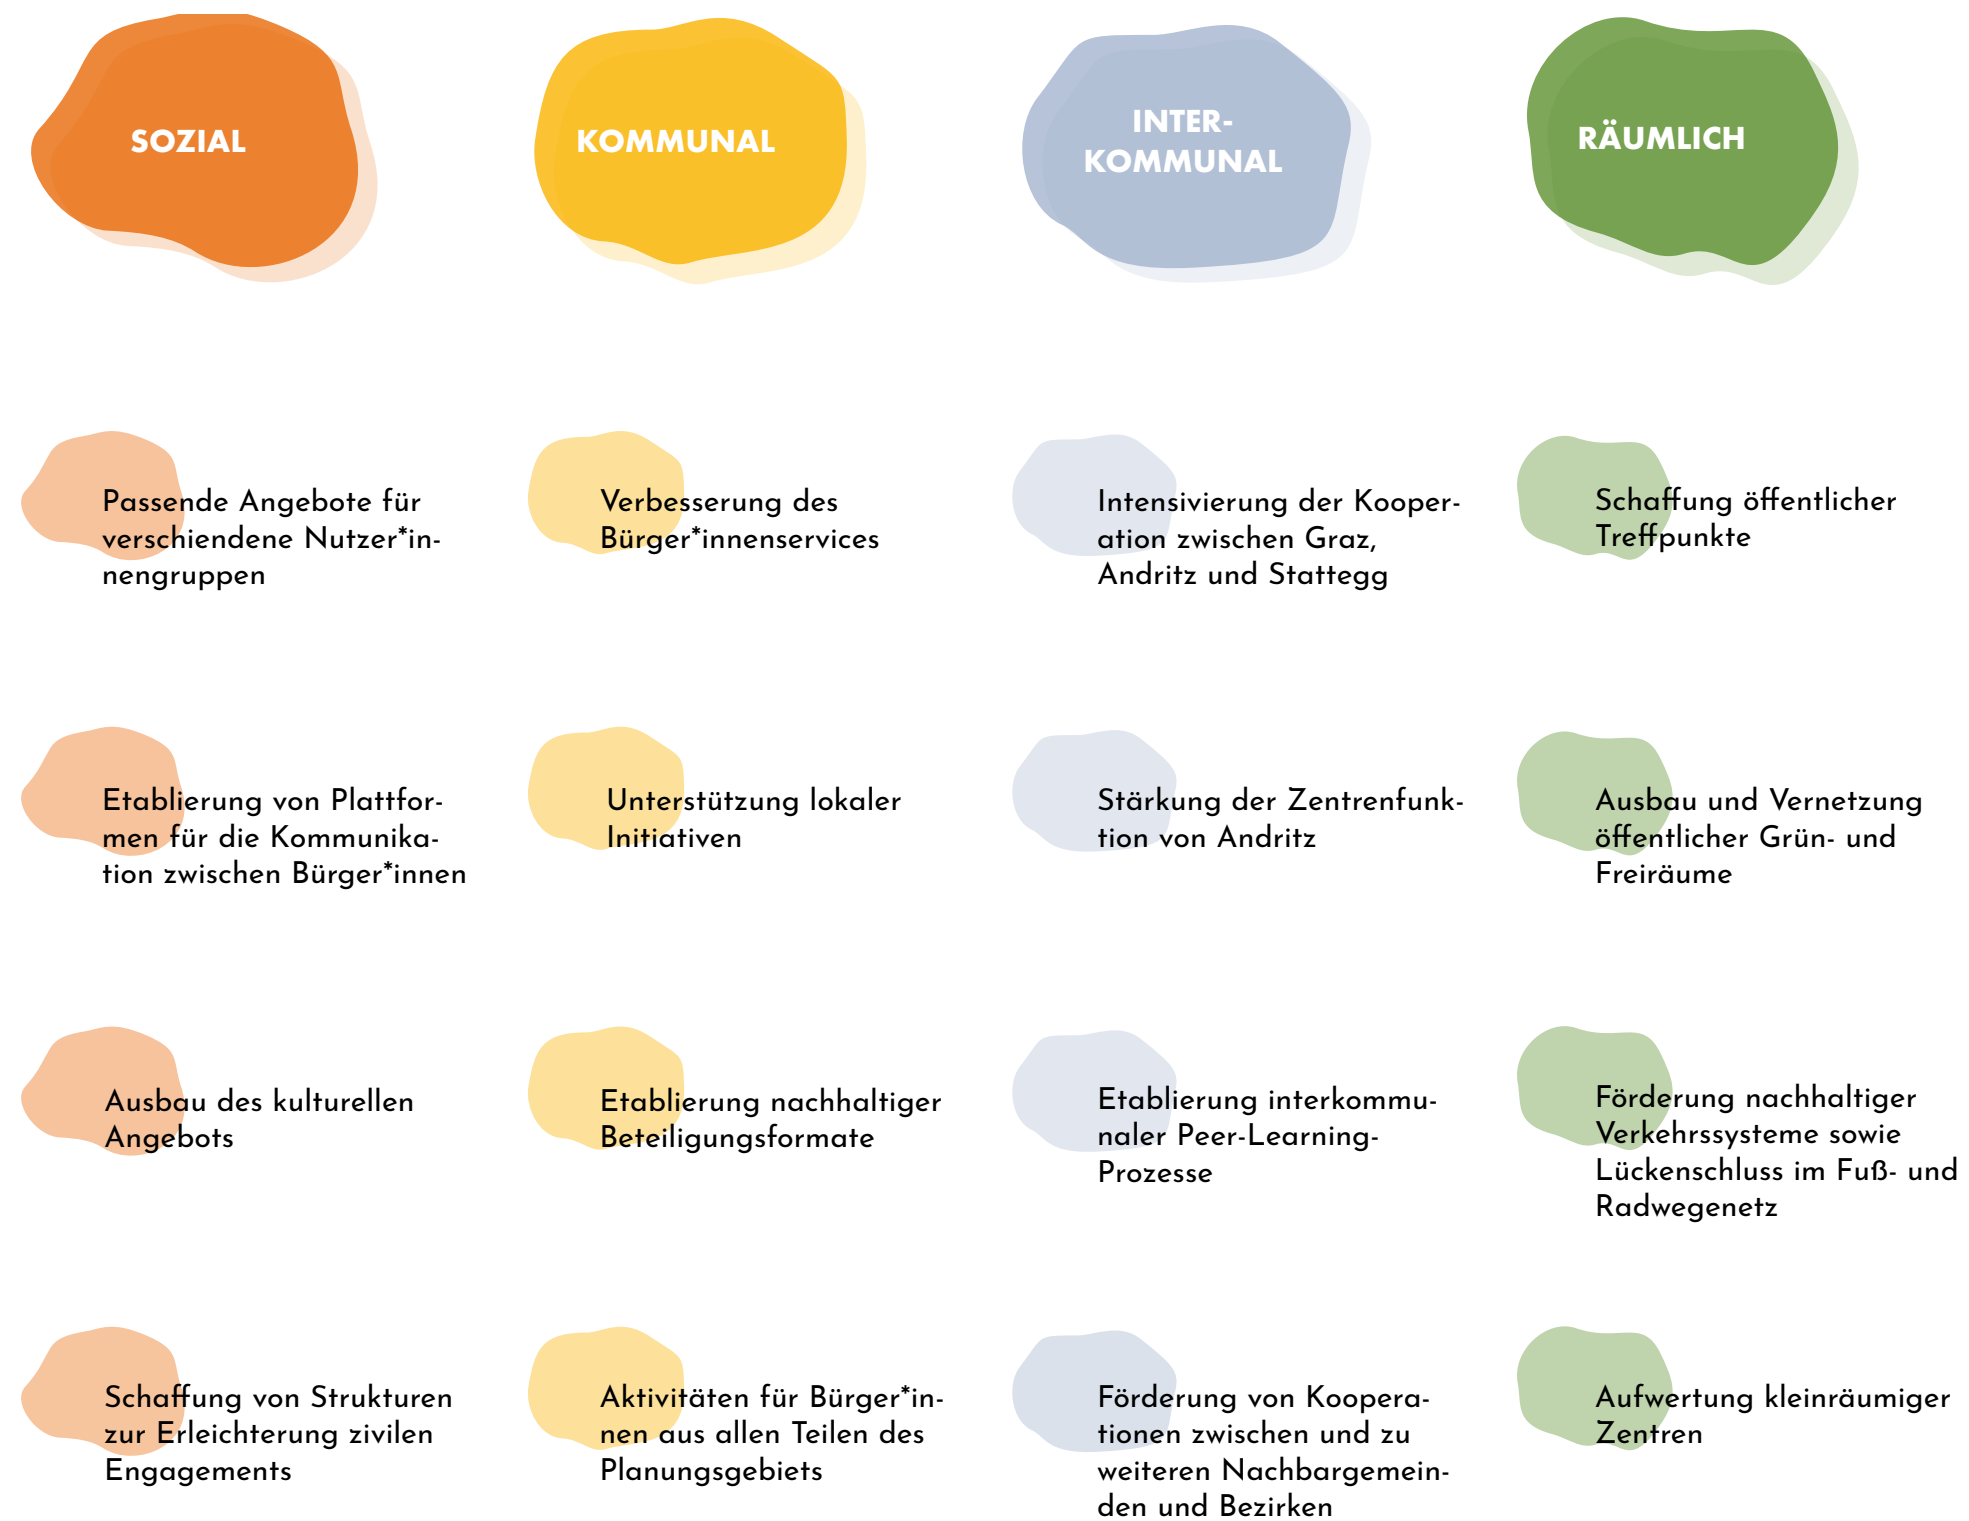 SOZIAL
KOMMUNAL
INTER-
KOMMUNAL
RÄUMLICH
Passende Angebote für
verschiendene Nutzer*in-
nengruppen
Verbesserung des
Bürger*innenservices
Intensivierung der Kooper-
ation zwischen Graz,
Andritz und Stattegg
Schaffung öffentlicher
Treffpunkte
Etablierung von Plattfor-
men für die Kommunika-
tion zwischen Bürger*innen
Unterstützung lokaler
Initiativen
Stärkung der Zentrenfunk-
tion von Andritz
Ausbau und Vernetzung
öffentlicher Grün- und
Freiräume
Ausbau des kulturellen
Angebots
Etablierung nachhaltiger
Beteiligungsformate
Etablierung interkommu-
naler Peer-Learning-
Prozesse
Förderung nachhaltiger
Verkehrssysteme sowie
Lückenschluss im Fuß- und
Radwegenetz
Schaffung von Strukturen
zur Erleichterung zivilen
Engagements
Aktivitäten für Bürger*in-
nen aus allen Teilen des
Planungsgebiets
Förderung von Koopera-
tionen zwischen und zu
weiteren Nachbargemein-
den und Bezirken
Aufwertung kleinräumiger
Zentren